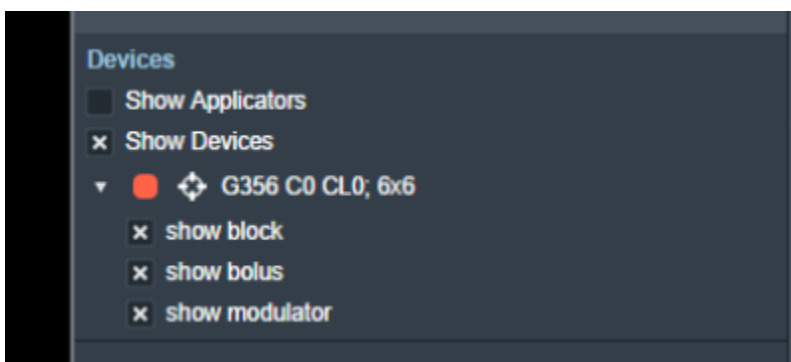 Devices
Show Applicators
Show Devices
G356 C0 CL0; 6x6
show block
show bolus
show modulator